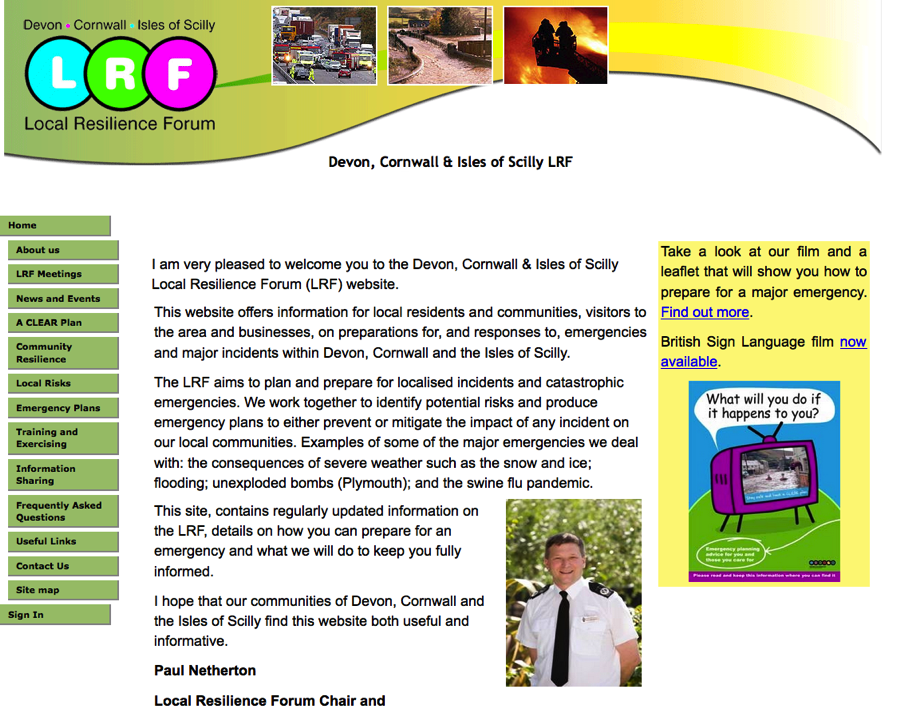 Devon • Cornwall • Isles of Scilly
LRF
Local Resilience Forum
Devon, Cornwall & Isles of Scilly LRF
Home
About us
LRF Meetings
News and Events
A CLEAR Plan
Community
Resilience
Local Risks
Emergency Plans
Training and
Exercising
Information
Sharing
Frequently Asked
Questions
Useful Links
Contact Us
Site map
Sign In
I am very pleased to welcome you to the Devon, Cornwall & Isles of Scilly
Local Resilience Forum (LRF) website.
This website offers information for local residents and communities, visitors to
the area and businesses, on preparations for, and responses to, emergencies
and major incidents within Devon, Cornwall and the Isles of Scilly.
The LRF aims to plan and prepare for localised incidents and catastrophic
emergencies. We work together to identify potential risks and produce
emergency plans to either prevent or mitigate the impact of any incident on
our local communities. Examples of some of the major emergencies we deal
with: the consequences of severe weather such as the snow and ice;
flooding; unexploded bombs (Plymouth); and the swine flu pandemic.
This site, contains regularly updated information on
the LRF, details on how you can prepare for an
emergency and what we will do to keep you fully
informed.
I hope that our communities of Devon, Cornwall and
the Isles of Scilly find this website both useful and
informative.
Paul Netherton
Local Resilience Forum Chair and
Take a look at our film and a
leaflet that will show you how to
prepare for a major emergency.
Find out more.
British Sign Language film now
available.
What will you do if
it happens to you?
Emergency planning
advice for you and
those you care for
Please read and keep this information where you can find it